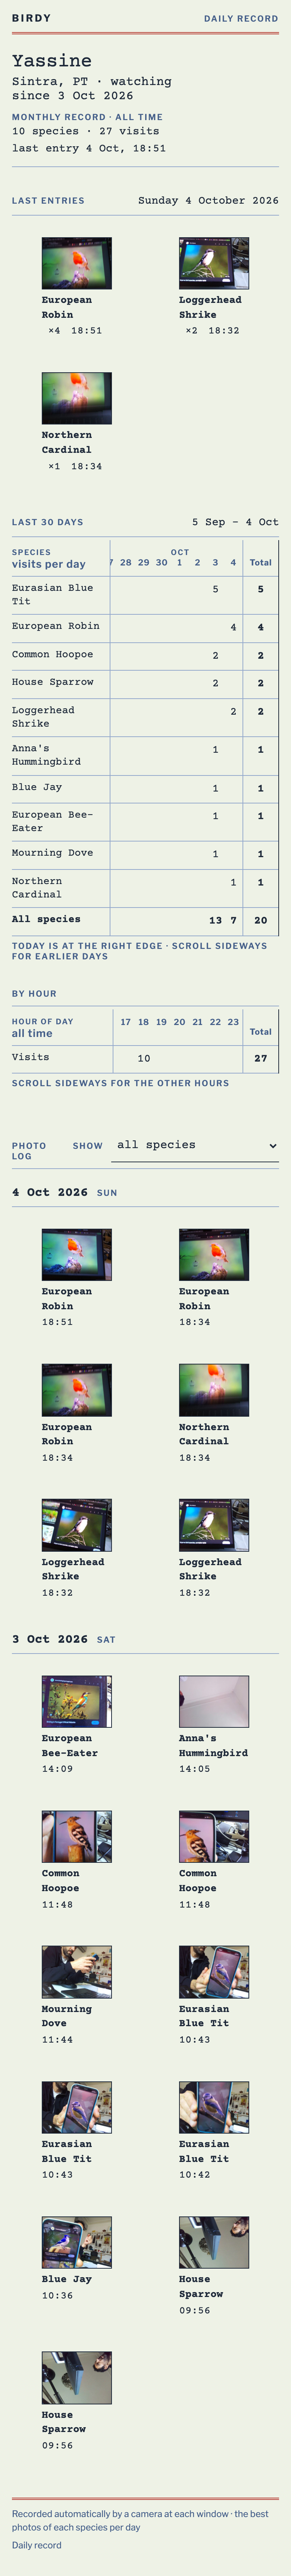 BIRDY DAILY RECORD
Yassine
Sintra, PT · watching
since 3 Oct 2026
MONTHLY RECORD · ALL TIME
10 species · 27 visits
last entry 4 Oct, 18:51
LAST ENTRIES Sunday 4 October 2026
European Loggerhead
Robin Shrike
×4 18:51 ×2 18:32
Northern
Cardinal
×1 18:34
LAST 30 DAYS 5 Sep – 4 Oct
SPECIES OCT
visits per day 28 29 30 1 2 3 4 Total
Eurasian Blue 5 5
Tit
European Robin 4 4
Common Hoopoe 2 2
House Sparrow 2 2
Loggerhead 2 2
Shrike
Anna's 1 1
Hummingbird
Blue Jay 1 1
European Bee- 1 1
Eater
Mourning Dove 1 1
Northern 1 1
Cardinal
All species 13 7 20
TODAY IS AT THE RIGHT EDGE · SCROLL SIDEWAYS
FOR EARLIER DAYS
BY HOUR
HOUR OF DAY 17 18 19 20 21 22 23
all time Total
Visits 10 27
SCROLL SIDEWAYS FOR THE OTHER HOURS
PHOTO SHOW all species
LOG
4 Oct 2026 SUN
European European
Robin Robin
18:51 18:34
European Northern
Robin Cardinal
18:34 18:34
Loggerhead Loggerhead
Shrike Shrike
18:32 18:32
3 Oct 2026 SAT
European Anna's
Bee-Eater Hummingbird
14:09 14:05
Common Common
Hoopoe Hoopoe
11:48 11:48
Mourning Eurasian
Dove Blue Tit
11:44 10:43
Eurasian Eurasian
Blue Tit Blue Tit
10:43 10:42
Blue Jay House
10:36 Sparrow
09:56
House
Sparrow
09:56
Recorded automatically by a camera at each window · the best
photos of each species per day
Daily record